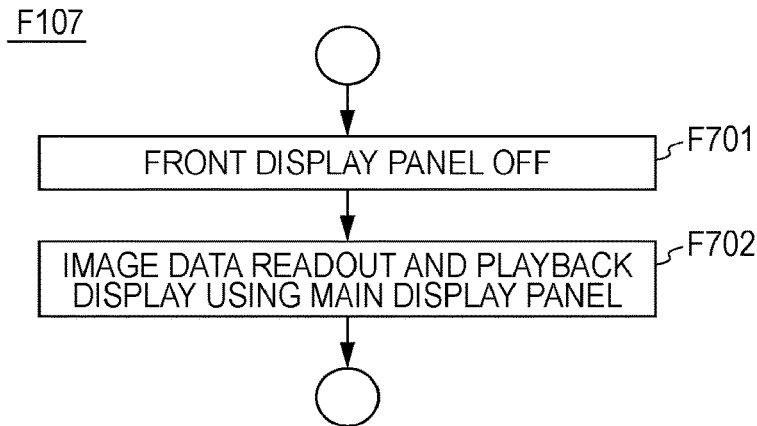 F107
FRONT DISPLAY PANEL OFF
F701
IMAGE DATA READOUT AND PLAYBACK
DISPLAY USING MAIN DISPLAY PANEL
F702